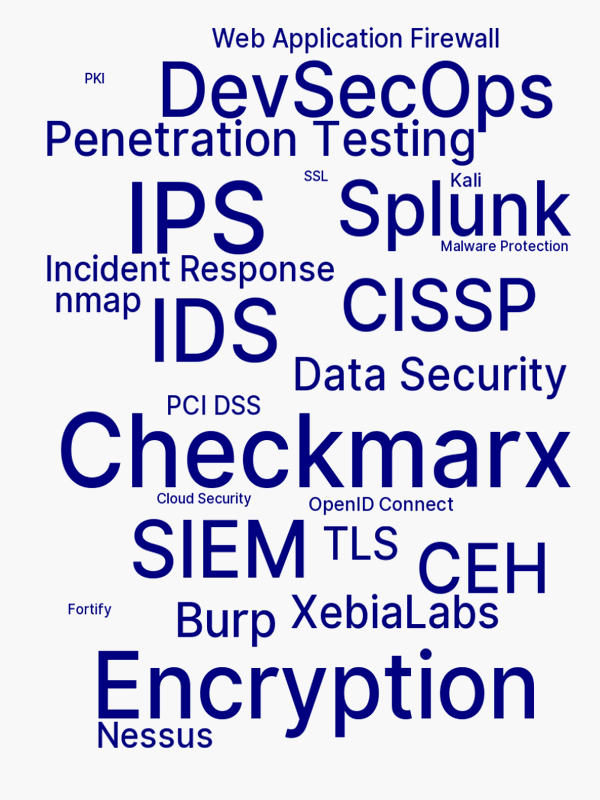 Web Application Firewall
PKI
DevSecOps
Penetration Testing
SSL
Kali
IPS
Splunk
Malware Protection
Incident Response
nmap
IDS
CISSP
Data Security
PCI DSS
Checkmarx
Cloud Security
OpenID Connect
SIEM
TLS
CEH
Fortify
Burp
XebiaLabs
Encryption
Nessus